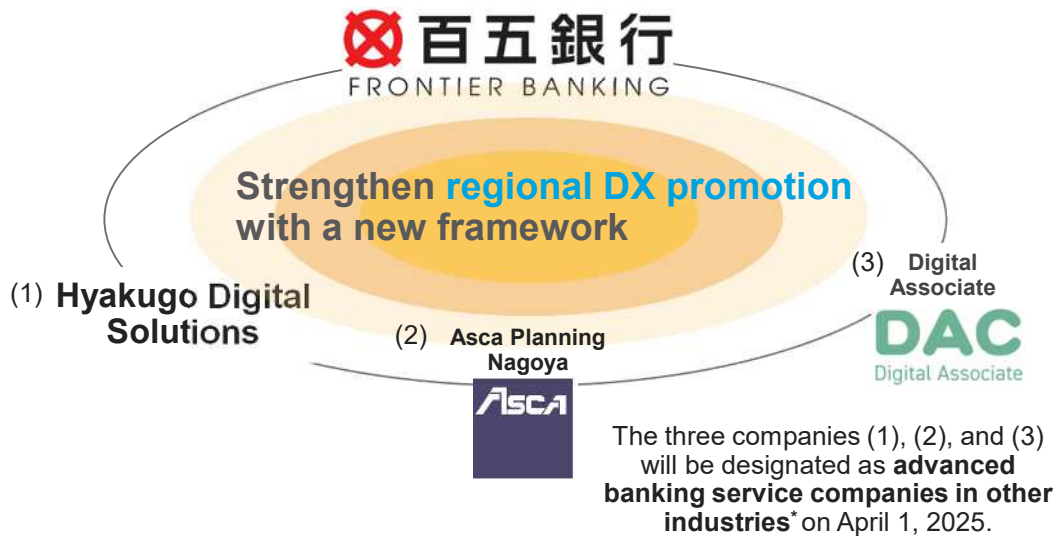 百五銀行
FRONTIER BANKING
Strengthen regional DX promotion
with a new framework
(1) Hyakugo Digital
Solutions
(2) Asca Planning
Nagoya
ASCA
(3) Digital
Associate
DAC
Digital Associate
The three companies (1), (2), and (3)
will be designated as advanced
banking service companies in other
industries* on April 1, 2025.